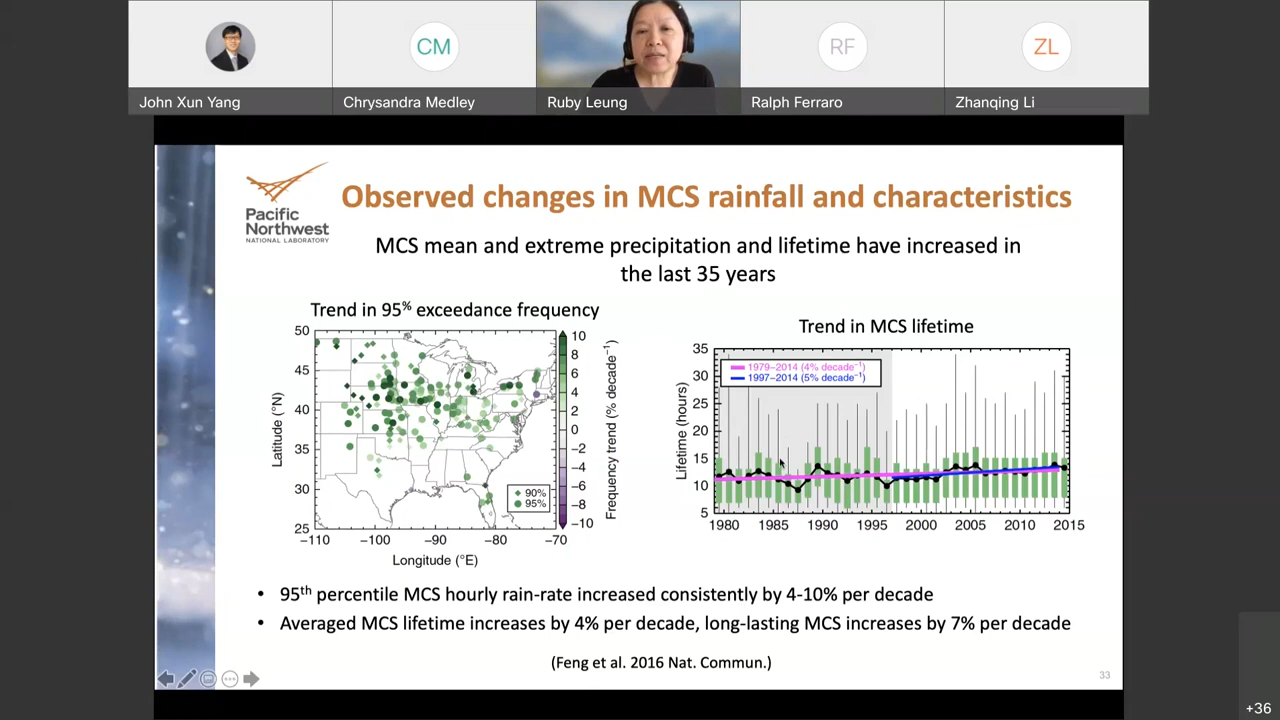 CM
RF
ZL
John Xun Yang
Chrysandra Medley
Ruby Leung
Ralph Ferraro
Zhanqing Li
Pacific
Northwest
NATIONAL LABORATORY
Observed changes in MCS rainfall and characteristics
MCS mean and extreme precipitation and lifetime have increased in
the last 35 years
Trend in 95% exceedance frequency
50
45
40
35
30
25
Latitude (°N)
−110
−100
−90
−80
−70
Longitude (°E)
90%
95%
10
8
6
4
2
0
−2
−4
−6
−8
−10
Frequency trend (% decade⁻¹)
Trend in MCS lifetime
35
30
25
20
15
10
5
Lifetime (hours)
1979−2014 (4% decade⁻¹)
1997−2014 (5% decade⁻¹)
1980
1985
1990
1995
2000
2005
2010
2015
• 95th percentile MCS hourly rain-rate increased consistently by 4-10% per decade
• Averaged MCS lifetime increases by 4% per decade, long-lasting MCS increases by 7% per decade
(Feng et al. 2016 Nat. Commun.)
33
+36